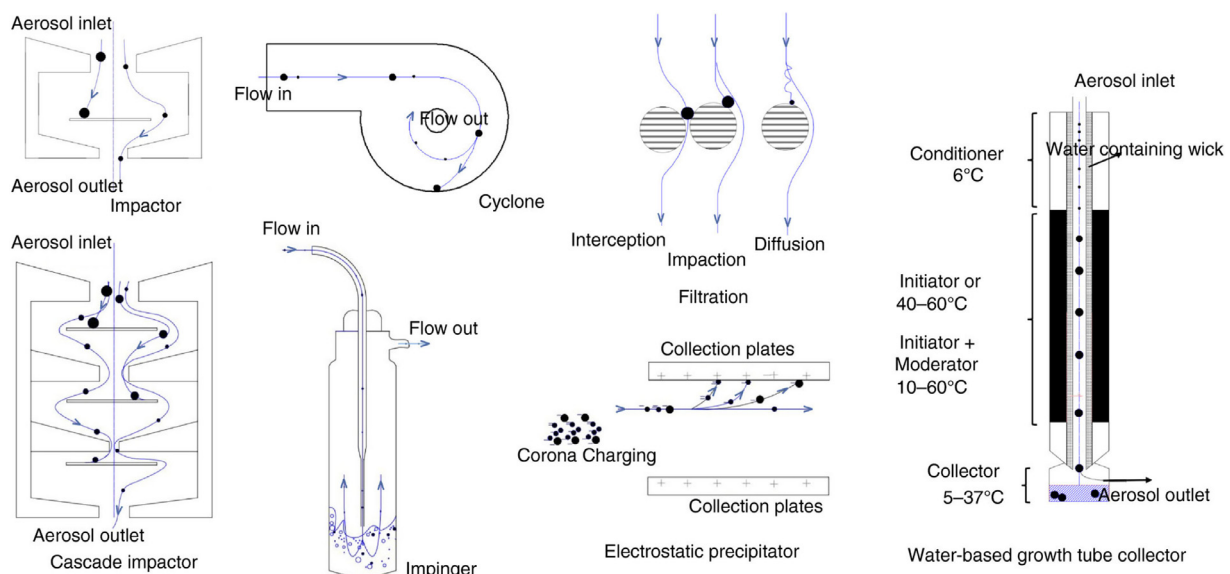 Aerosol inlet
Aerosol outlet
Impactor
Flow in
Flow out
Cyclone
Interception
Impaction
Diffusion
Filtration
Aerosol inlet
Water containing wick
Conditioner
6°C
Initiator or
40–60°C
Initiator +
Moderator
10–60°C
Collector
5–37°C
Aerosol outlet
Water-based growth tube collector
Aerosol inlet
Aerosol outlet
Cascade impactor
Flow in
Flow out
Impinger
Collection plates
Corona Charging
Collection plates
Electrostatic precipitator